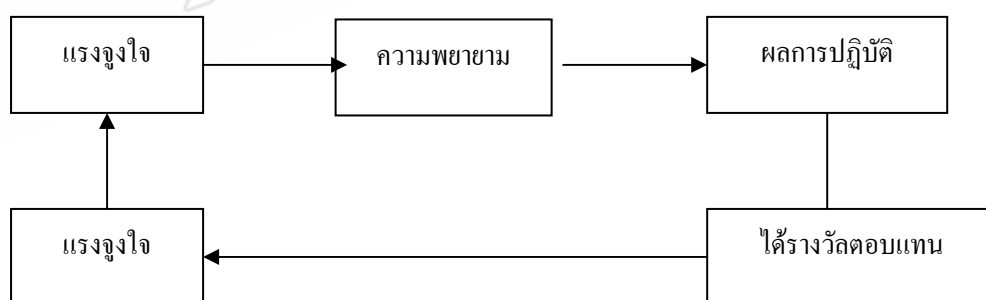 แรงจูงใจ
ความพยายาม
ผลการปฏิบัติ
แรงจูงใจ
ได้รางวัลตอบแทน